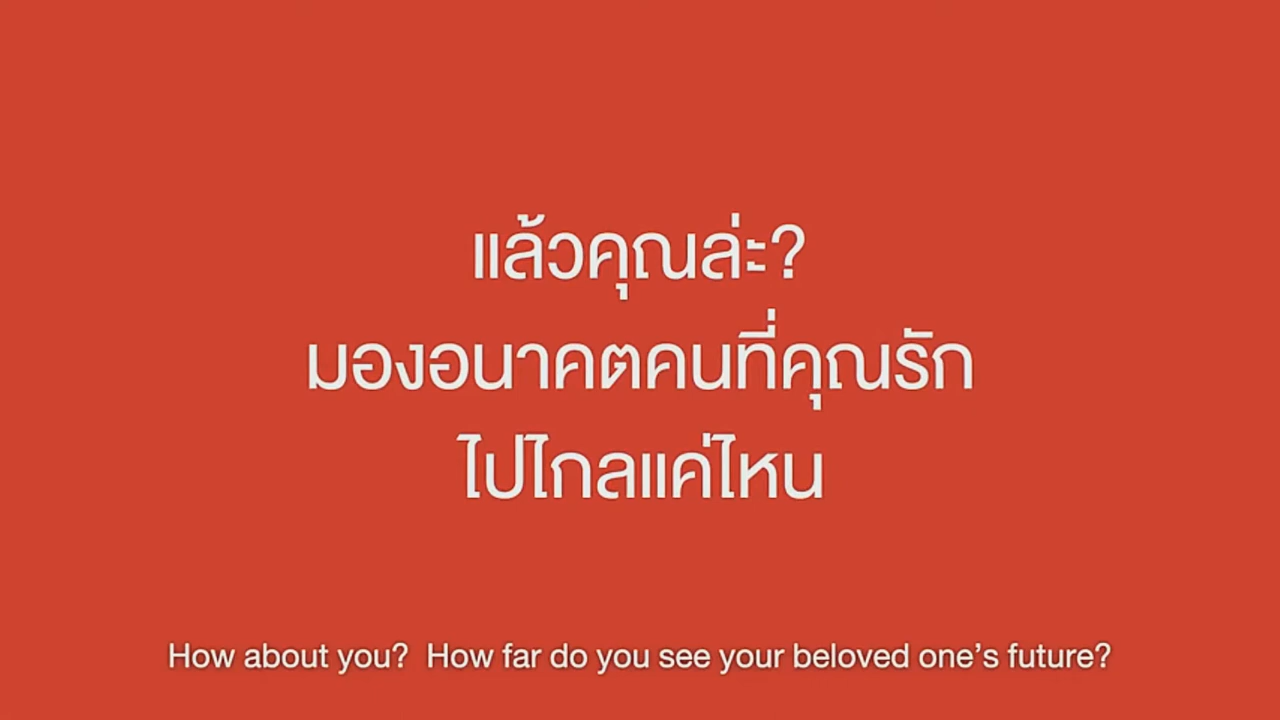 แล้วคุณล่ะ?
มองอนาคตคนที่คุณรัก
ไปไกลแค่ไหน
How about you?  How far do you see your beloved one’s future?